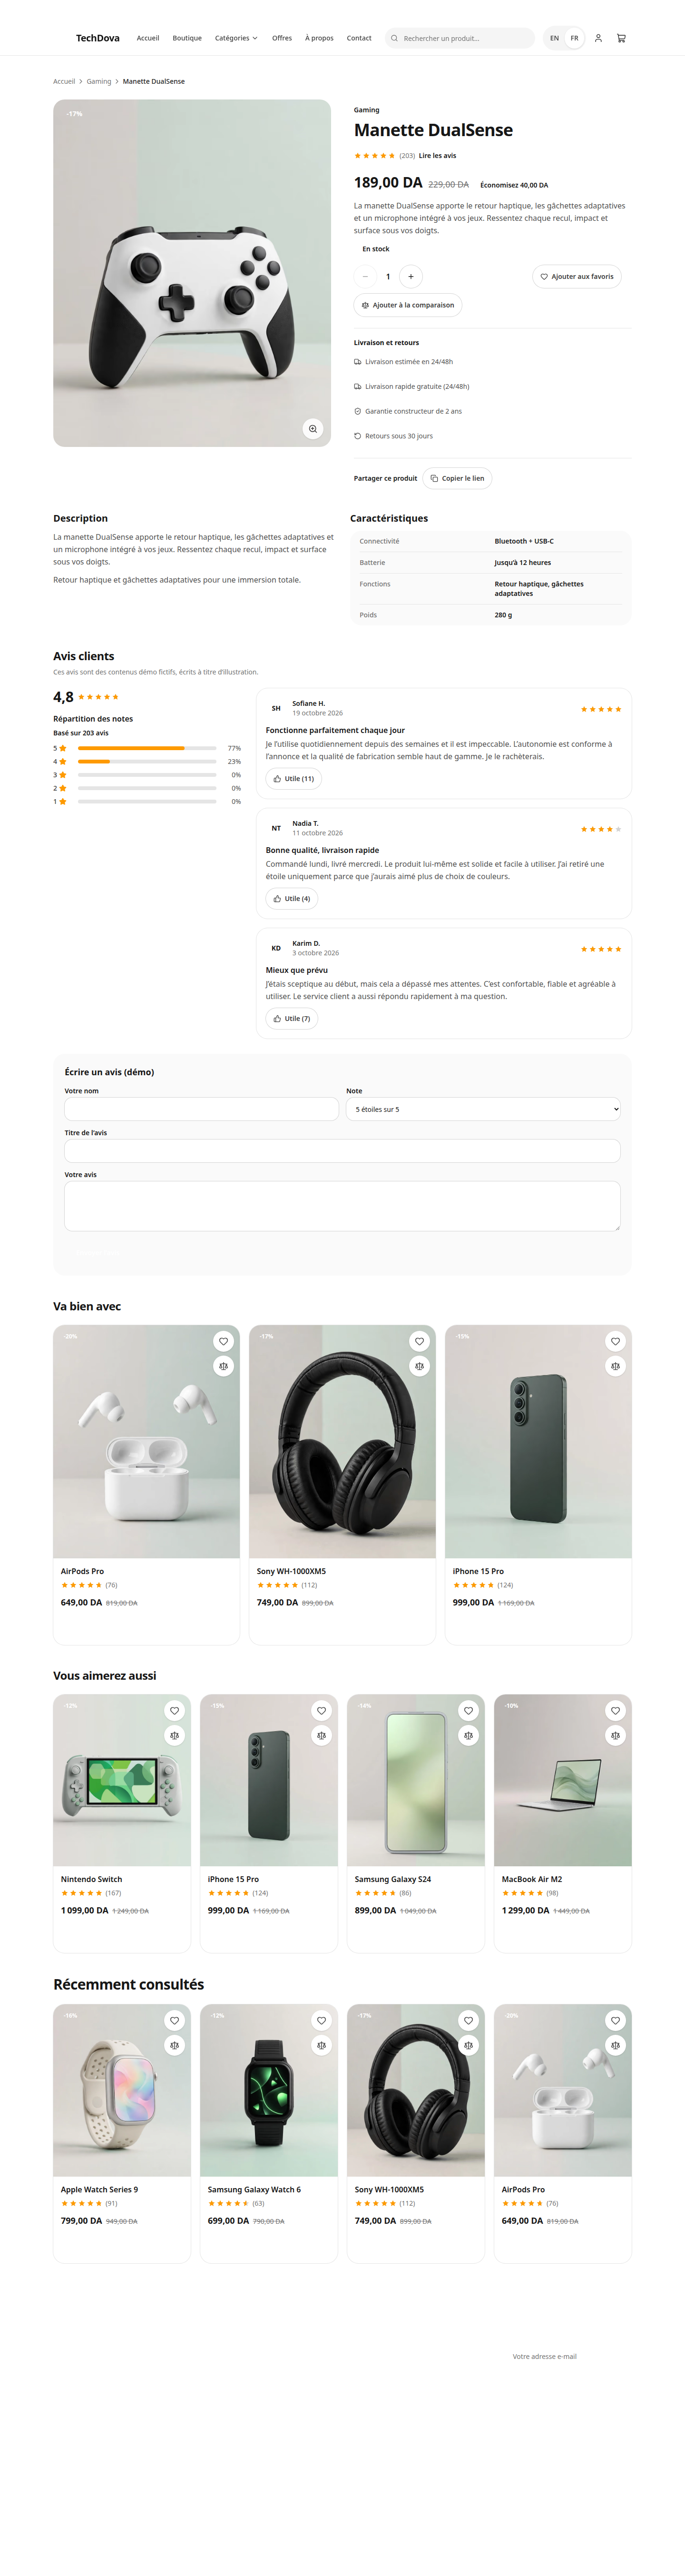 TechDova
Accueil
Boutique
Catégories
Offres
À propos
Contact
Rechercher un produit...
EN
FR
Accueil > Gaming > Manette DualSense
-17%
Gaming
Manette DualSense
(203) Lire les avis
189,00 DA 229,00 DA Économisez 40,00 DA
La manette DualSense apporte le retour haptique, les gâchettes adaptatives
et un microphone intégré à vos jeux. Ressentez chaque recul, impact et
surface sous vos doigts.
En stock
− 1 +
Ajouter aux favoris
Ajouter à la comparaison
Livraison et retours
Livraison estimée en 24/48h
Livraison rapide gratuite (24/48h)
Garantie constructeur de 2 ans
Retours sous 30 jours
Partager ce produit
Copier le lien
Description
La manette DualSense apporte le retour haptique, les gâchettes adaptatives et
un microphone intégré à vos jeux. Ressentez chaque recul, impact et surface
sous vos doigts.
Retour haptique et gâchettes adaptatives pour une immersion totale.
Caractéristiques
Connectivité Bluetooth + USB-C
Batterie Jusqu'à 12 heures
Fonctions Retour haptique, gâchettes
adaptatives
Poids 280 g
Avis clients
Ces avis sont des contenus démo fictifs, écrits à titre d'illustration.
4,8
Répartition des notes
Basé sur 203 avis
5 77%
4 23%
3 0%
2 0%
1 0%
SH
Sofiane H.
19 octobre 2026
Fonctionne parfaitement chaque jour
Je l'utilise quotidiennement depuis des semaines et il est impeccable. L'autonomie est conforme à
l'annonce et la qualité de fabrication semble haut de gamme. Je le rachèterais.
Utile (11)
NT
Nadia T.
11 octobre 2026
Bonne qualité, livraison rapide
Commandé lundi, livré mercredi. Le produit lui-même est solide et facile à utiliser. J'ai retiré une
étoile uniquement parce que j'aurais aimé plus de choix de couleurs.
Utile (4)
KD
Karim D.
3 octobre 2026
Mieux que prévu
J'étais sceptique au début, mais cela a dépassé mes attentes. C'est confortable, fiable et agréable à
utiliser. Le service client a aussi répondu rapidement à ma question.
Utile (7)
Écrire un avis (démo)
Votre nom
Note
5 étoiles sur 5
Titre de l'avis
Votre avis
Va bien avec
-20%
AirPods Pro
(76)
649,00 DA 819,00 DA
-17%
Sony WH-1000XM5
(112)
749,00 DA 899,00 DA
-15%
iPhone 15 Pro
(124)
999,00 DA 1 169,00 DA
Vous aimerez aussi
-12%
Nintendo Switch
(167)
1 099,00 DA 1 249,00 DA
-15%
iPhone 15 Pro
(124)
999,00 DA 1 169,00 DA
-14%
Samsung Galaxy S24
(86)
899,00 DA 1 049,00 DA
-10%
MacBook Air M2
(98)
1 299,00 DA 1 449,00 DA
Récemment consultés
-16%
Apple Watch Series 9
(91)
799,00 DA 949,00 DA
-12%
Samsung Galaxy Watch 6
(63)
699,00 DA 790,00 DA
-17%
Sony WH-1000XM5
(112)
749,00 DA 899,00 DA
-20%
AirPods Pro
(76)
649,00 DA 819,00 DA
Votre adresse e-mail